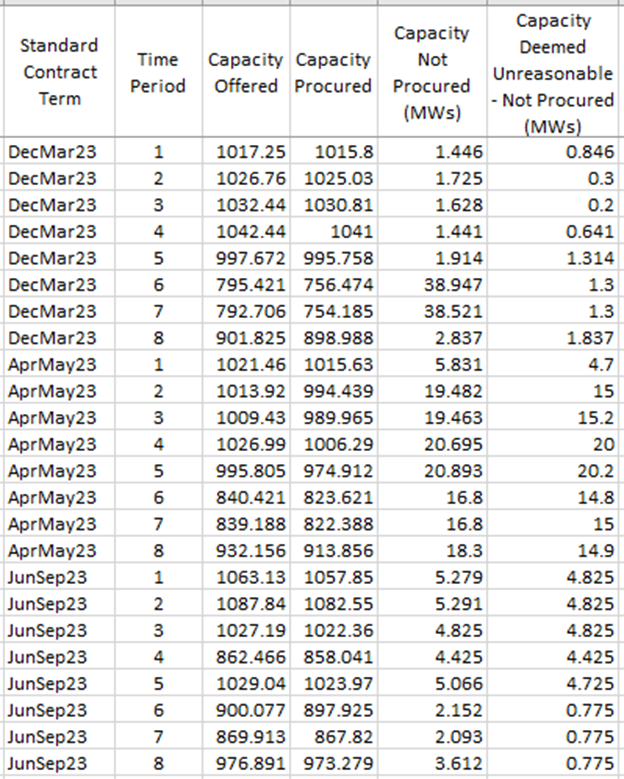 Standard Contract Term Time Period Capacity Offered Capacity Procured Capacity Not Procured (MWs) Capacity Deemed Unreasonable - Not Procured (MWs)
DecMar23 1 1017.25 1015.8 1.446 0.846
DecMar23 2 1026.76 1025.03 1.725 0.3
DecMar23 3 1032.44 1030.81 1.628 0.2
DecMar23 4 1042.44 1041 1.441 0.641
DecMar23 5 997.672 995.758 1.914 1.314
DecMar23 6 795.421 756.474 38.947 1.3
DecMar23 7 792.706 754.185 38.521 1.3
DecMar23 8 901.825 898.988 2.837 1.837
AprMay23 1 1021.46 1015.63 5.831 4.7
AprMay23 2 1013.92 994.439 19.482 15
AprMay23 3 1009.43 989.965 19.463 15.2
AprMay23 4 1026.99 1006.29 20.695 20
AprMay23 5 995.805 974.912 20.893 20.2
AprMay23 6 840.421 823.621 16.8 14.8
AprMay23 7 839.188 822.388 16.8 15
AprMay23 8 932.156 913.856 18.3 14.9
JunSep23 1 1063.13 1057.85 5.279 4.825
JunSep23 2 1087.84 1082.55 5.291 4.825
JunSep23 3 1027.19 1022.36 4.825 4.825
JunSep23 4 862.466 858.041 4.425 4.425
JunSep23 5 1029.04 1023.97 5.066 4.725
JunSep23 6 900.077 897.925 2.152 0.775
JunSep23 7 869.913 867.82 2.093 0.775
JunSep23 8 976.891 973.279 3.612 0.775